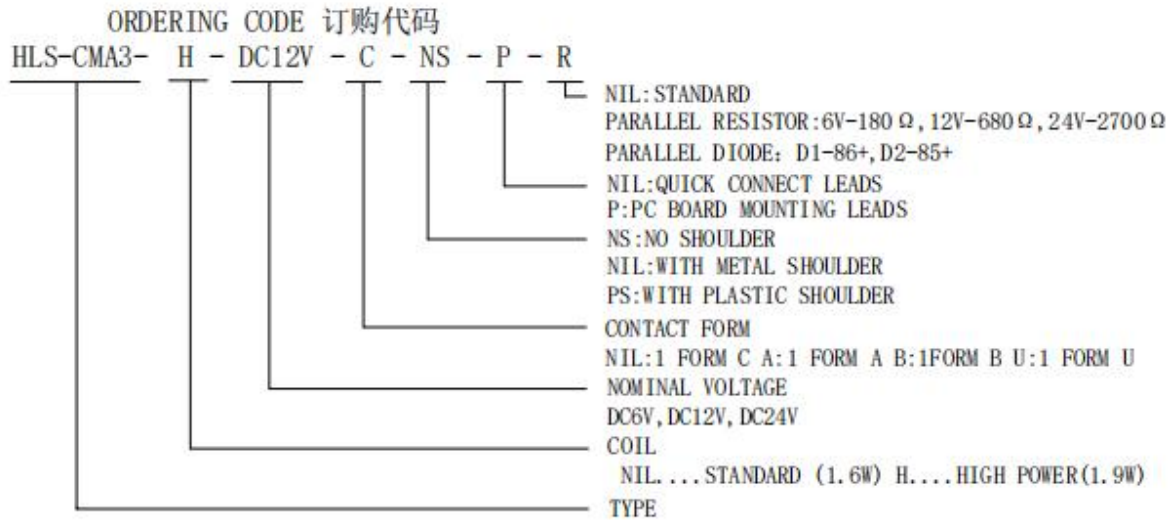 ORDERING CODE 订购代码
HLS-CMA3- H - DC12V - C - NS - P - R
NIL:STANDARD
PARALLEL RESISTOR:6V-180Ω,12V-680Ω,24V-2700Ω
PARALLEL DIODE: D1-86+,D2-85+
NIL:QUICK CONNECT LEADS
P:PC BOARD MOUNTING LEADS
NS:NO SHOULDER
NIL:WITH METAL SHOULDER
PS:WITH PLASTIC SHOULDER
CONTACT FORM
NIL:1 FORM C A:1 FORM A B:1FORM B U:1 FORM U
NOMINAL VOLTAGE
DC6V,DC12V,DC24V
COIL
NIL....STANDARD (1.6W) H....HIGH POWER(1.9W)
TYPE